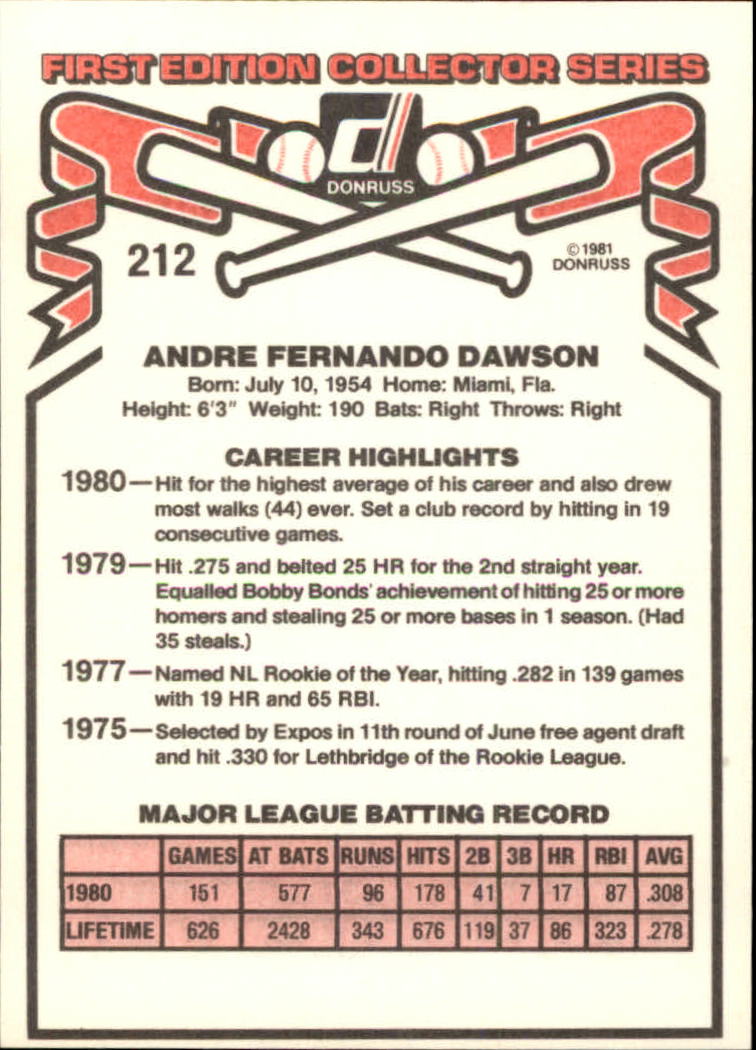 FIRST EDITION COLLECTOR SERIES
d
DONRUSS
212
© 1981
DONRUSS
ANDRE FERNANDO DAWSON
Born: July 10, 1954 Home: Miami, Fla.
Height: 6'3" Weight: 190 Bats: Right Throws: Right
CAREER HIGHLIGHTS
1980—Hit for the highest average of his career and also drew
most walks (44) ever. Set a club record by hitting in 19
consecutive games.
1979—Hit .275 and belted 25 HR for the 2nd straight year.
Equalled Bobby Bonds' achievement of hitting 25 or more
homers and stealing 25 or more bases in 1 season. (Had
35 steals.)
1977—Named NL Rookie of the Year, hitting .282 in 139 games
with 19 HR and 65 RBI.
1975—Selected by Expos in 11th round of June free agent draft
and hit .330 for Lethbridge of the Rookie League.
MAJOR LEAGUE BATTING RECORD
GAMES AT BATS RUNS HITS 2B 3B HR RBI AVG
1980 151 577 96 178 41 7 17 87 .308
LIFETIME 626 2428 343 676 119 37 86 323 .278